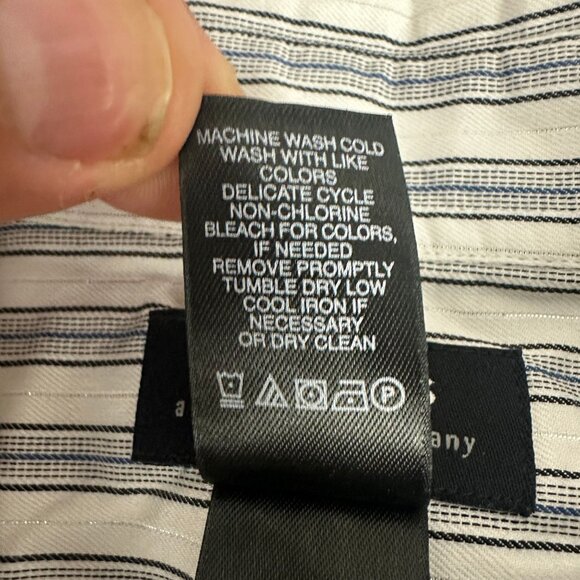 MACHINE WASH COLD
WASH WITH LIKE
COLORS
DELICATE CYCLE
NON-CHLORINE
BLEACH FOR COLORS,
IF NEEDED
REMOVE PROMPTLY
TUMBLE DRY LOW
COOL IRON IF
NECESSARY
OR DRY CLEAN
P